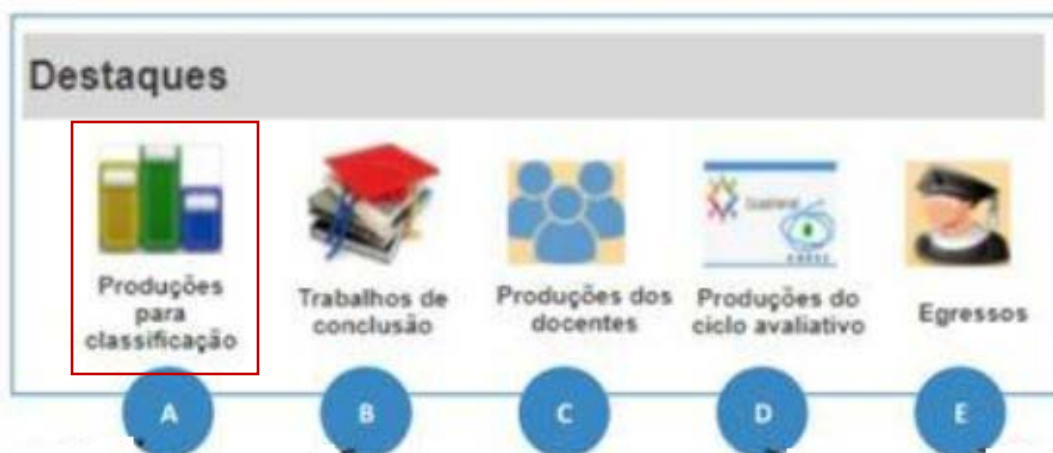 Destaques
Produções
para
classificação
Trabalhos de
conclusão
Produções dos
docentes
Produções do
ciclo avaliativo
Egressos
A
B
C
D
E